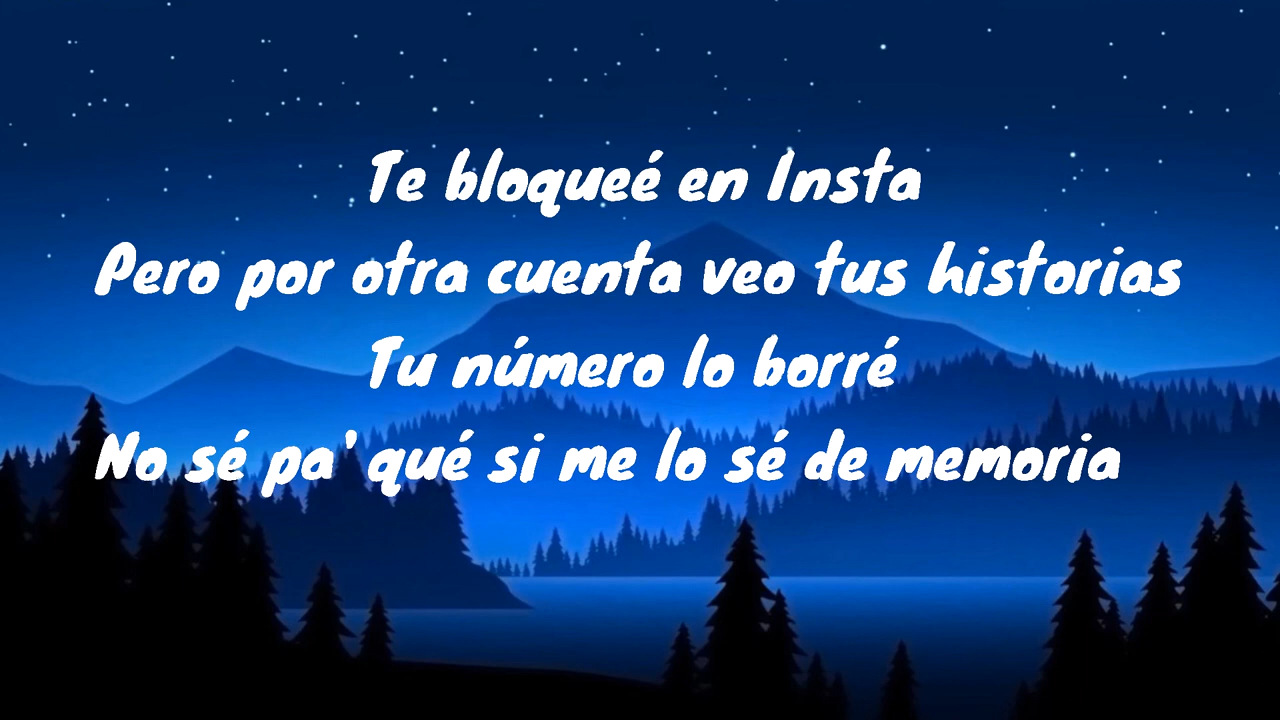 Te bloqueé en Insta
Pero por otra cuenta veo tus historias
Tu número lo borré
No sé pa' qué si me lo sé de memoria